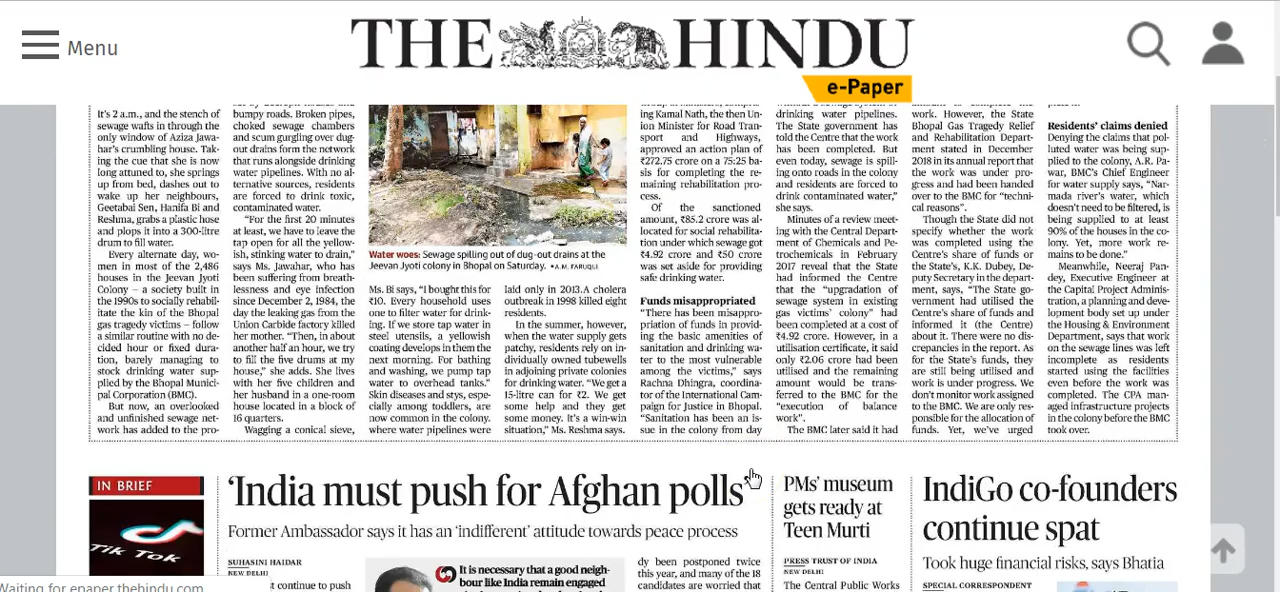 Menu
THE HINDU
e-Paper
It's 2 a.m., and the stench of
sewage wafts in through the
only window of Aziza Jawa-
har's crumbling house. Tak-
ing the cue that she is now
long attuned to, she springs
up from bed, dashes out to
wake up her neighbours,
Geetabai Sen, Hanifa Bi and
Reshma, grabs a plastic hose
and plops it into a 300-litre
drum to fill water.
Every alternate day, wo-
men in most of the 2,486
houses in the Jeevan Jyoti
Colony – a society built in
the 1990s to socially rehabili-
tate the kin of the Bhopal
gas tragedy victims – follow
a similar routine with no de-
cided hour or fixed dura-
tion, barely managing to
stock drinking water sup-
plied by the Bhopal Munici-
pal Corporation (BMC).
But now, an overlooked
and unfinished sewage net-
work has added to the pro-
bumpy roads. Broken pipes,
choked sewage chambers
and scum gurgling over dug-
out drains form the network
that runs alongside drinking
water pipelines. With no al-
ternative sources, residents
are forced to drink toxic,
contaminated water.
"For the first 20 minutes
at least, we have to leave the
tap open for all the yellow-
ish, stinking water to drain,"
says Ms. Jawahar, who has
been suffering from breath-
lessness and eye infection
since December 2, 1984, the
day the leaking gas from the
Union Carbide factory killed
her mother. "Then, in about
another half an hour, we try
to fill the five drums at my
house," she adds. She lives
with her five children and
her husband in a one-room
house located in a block of
16 quarters.
Wagging a conical sieve,
Water woes: Sewage spilling out of dug-out drains at the
Jeevan Jyoti colony in Bhopal on Saturday. •A.M. FARUQUI
Ms. Bi says, "I bought this for
₹10. Every household uses
one to filter water for drink-
ing. If we store tap water in
steel utensils, a yellowish
coating develops in them the
next morning. For bathing
and washing, we pump tap
water to overhead tanks."
Skin diseases and stys, espe-
cially among toddlers, are
now common in the colony,
where water pipelines were
laid only in 2013.A cholera
outbreak in 1998 killed eight
residents.
In the summer, however,
when the water supply gets
patchy, residents rely on in-
dividually owned tubewells
in adjoining private colonies
for drinking water. "We get a
15-litre can for ₹2. We get
some help and they get
some money. It's a win-win
situation," Ms. Reshma says.
ing Kamal Nath, the then Un-
ion Minister for Road Tran-
sport and Highways,
approved an action plan of
₹272.75 crore on a 75:25 ba-
sis for completing the re-
maining rehabilitation pro-
cess.
Of the sanctioned
amount, ₹85.2 crore was al-
located for social rehabilita-
tion under which sewage got
₹4.92 crore and ₹50 crore
was set aside for providing
safe drinking water.
Funds misappropriated
"There has been misappro-
priation of funds in provid-
ing the basic amenities of
sanitation and drinking wa-
ter to the most vulnerable
among the victims," says
Rachna Dhingra, coordina-
tor of the International Cam-
paign for Justice in Bhopal.
"Sanitation has been an is-
sue in the colony from day
drinking water pipelines.
The State government has
told the Centre that the work
has been completed. But
even today, sewage is spill-
ing onto roads in the colony
and residents are forced to
drink contaminated water,"
she says.
Minutes of a review meet-
ing with the Central Depart-
ment of Chemicals and Pe-
trochemicals in February
2017 reveal that the State
had informed the Centre
that the "upgradation of
sewage system in existing
gas victims' colony" had
been completed at a cost of
₹4.92 crore. However, in a
utilisation certificate, it said
only ₹2.06 crore had been
utilised and the remaining
amount would be trans-
ferred to the BMC for the
"execution of balance
work".
The BMC later said it had
work. However, the State
Bhopal Gas Tragedy Relief
and Rehabilitation Depart-
ment stated in December
2018 in its annual report that
the work was under pro-
gress and had been handed
over to the BMC for "techni-
cal reasons".
Though the State did not
specify whether the work
was completed using the
Centre's share of funds or
the State's, K.K. Dubey, De-
puty Secretary in the depart-
ment, says, "The State go-
vernment had utilised the
Centre's share of funds and
informed it (the Centre)
about it. There were no dis-
crepancies in the report. As
for the State's funds, they
are still being utilised and
work is under progress. We
don't monitor work assigned
to the BMC. We are only res-
ponsible for the allocation of
funds. Yet, we've urged
Residents' claims denied
Denying the claims that pol-
luted water was being sup-
plied to the colony, A.R. Pa-
war, BMC's Chief Engineer
for water supply says, "Nar-
mada river's water, which
doesn't need to be filtered, is
being supplied to at least
90% of the houses in the co-
lony. Yet, more work re-
mains to be done."
Meanwhile, Neeraj Pan-
dey, Executive Engineer at
the Capital Project Adminis-
tration, a planning and deve-
lopment body set up under
the Housing & Environment
Department, says that work
on the sewage lines was left
incomplete as residents
started using the facilities
even before the work was
completed. The CPA man-
aged infrastructure projects
in the colony before the BMC
took over.
IN BRIEF
Tik Tok
'India must push for Afghan polls'
Former Ambassador says it has an 'indifferent' attitude towards peace process
SUHASINI HAIDAR
NEW DELHI
t continue to push
It is necessary that a good neigh-
bour like India remain engaged
dy been postponed twice
this year, and many of the 18
candidates are worried that
PMs' museum
gets ready at
Teen Murti
PRESS TRUST OF INDIA
NEW DELHI
The Central Public Works
IndiGo co-founders
continue spat
Took huge financial risks, says Bhatia
SPECIAL CORRESPONDENT
Waiting for epaper.thehindu.com